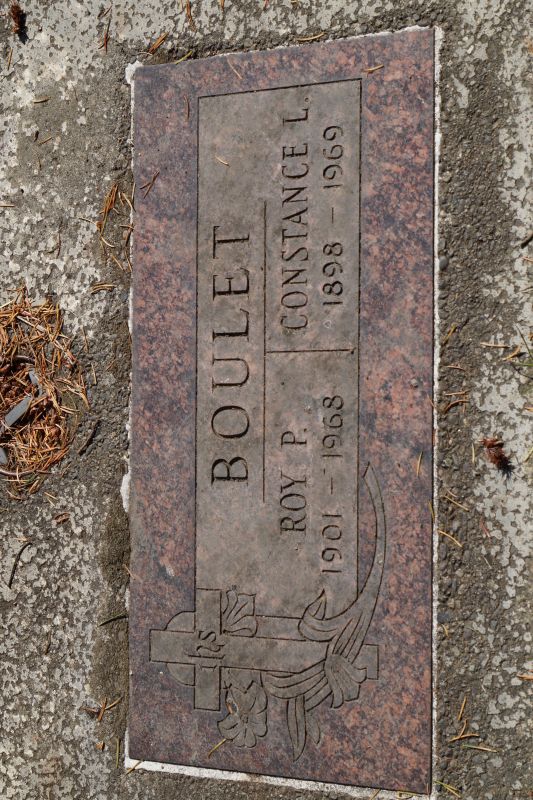 BOULET
ROY P.
1901 – 1968
CONSTANCE L.
1898 – 1969
IHS